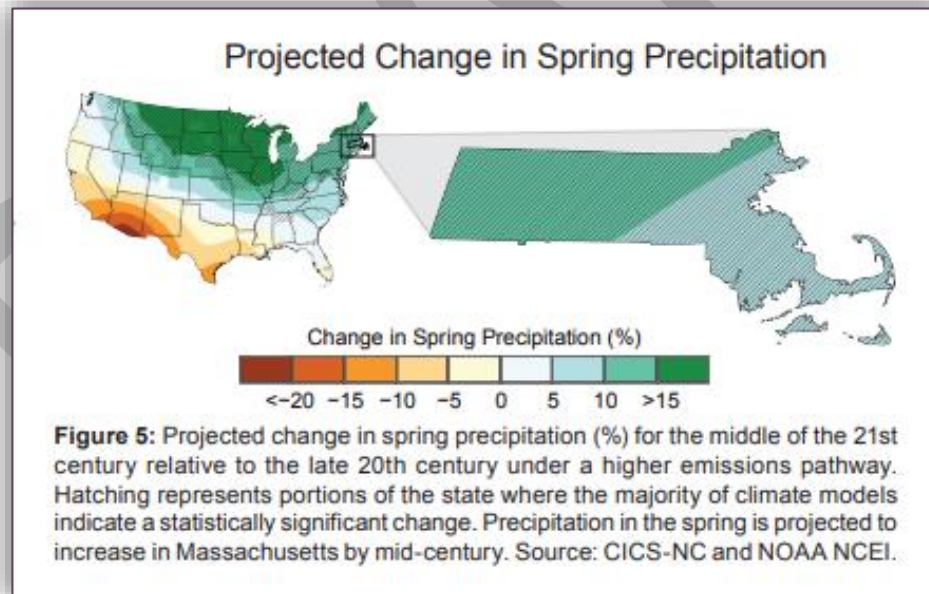 Projected Change in Spring Precipitation
Change in Spring Precipitation (%)
<−20 −15 −10 −5 0 5 10 >15
Figure 5: Projected change in spring precipitation (%) for the middle of the 21st
century relative to the late 20th century under a higher emissions pathway.
Hatching represents portions of the state where the majority of climate models
indicate a statistically significant change. Precipitation in the spring is projected to
increase in Massachusetts by mid-century. Source: CICS-NC and NOAA NCEI.